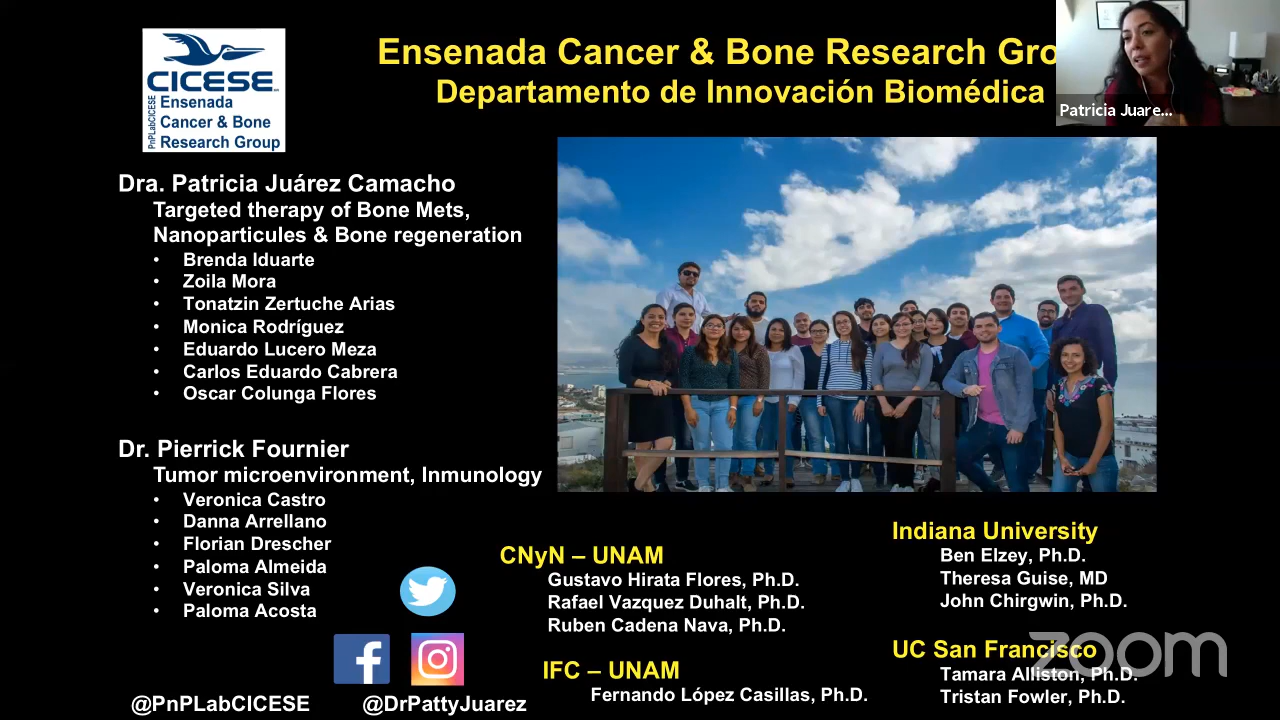 CICESE
Ensenada
Cancer & Bone
Research Group
PnPLabCICESE
Ensenada Cancer & Bone Research Gro
Departamento de Innovación Biomédica
Patricia Juare...
Dra. Patricia Juárez Camacho
Targeted therapy of Bone Mets,
Nanoparticules & Bone regeneration
• Brenda Iduarte
• Zoila Mora
• Tonatzin Zertuche Arias
• Monica Rodríguez
• Eduardo Lucero Meza
• Carlos Eduardo Cabrera
• Oscar Colunga Flores
Dr. Pierrick Fournier
Tumor microenvironment, Inmunology
• Veronica Castro
• Danna Arrellano
• Florian Drescher
• Paloma Almeida
• Veronica Silva
• Paloma Acosta
@PnPLabCICESE
@DrPattyJuarez
CNyN – UNAM
Gustavo Hirata Flores, Ph.D.
Rafael Vazquez Duhalt, Ph.D.
Ruben Cadena Nava, Ph.D.
IFC – UNAM
Fernando López Casillas, Ph.D.
Indiana University
Ben Elzey, Ph.D.
Theresa Guise, MD
John Chirgwin, Ph.D.
UC San Francisco
Tamara Alliston, Ph.D.
Tristan Fowler, Ph.D.
zoom